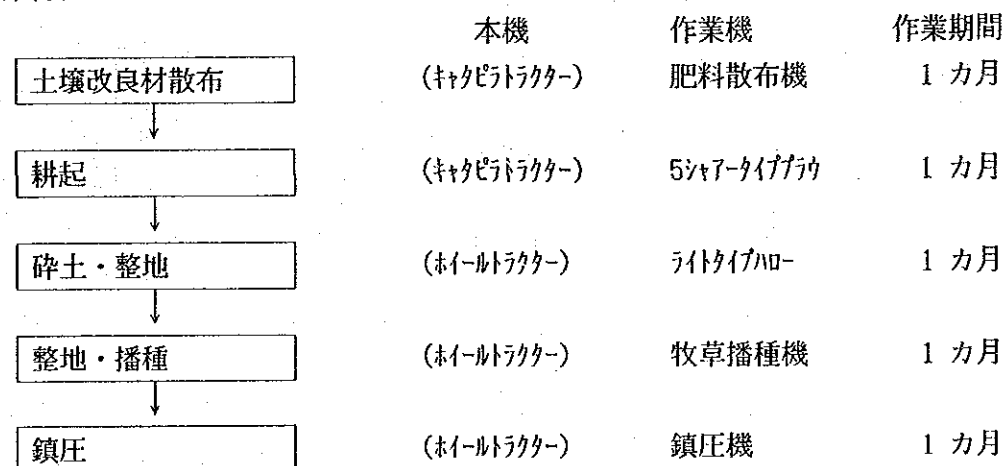 本機 作業機 作業期間
土壌改良材散布 (ｷｬﾀﾋﾟﾗﾄﾗｸﾀｰ) 肥料散布機 1 カ月
耕起 (ｷｬﾀﾋﾟﾗﾄﾗｸﾀｰ) 5ｼｬｱｰﾀｲﾌﾟﾌﾟﾗｳ 1 カ月
砕土・整地 (ﾎｲｰﾙﾄﾗｸﾀｰ) ﾗｲﾄﾀｲﾌﾟﾊﾛｰ 1 カ月
整地・播種 (ﾎｲｰﾙﾄﾗｸﾀｰ) 牧草播種機 1 カ月
鎮圧 (ﾎｲｰﾙﾄﾗｸﾀｰ) 鎮圧機 1 カ月